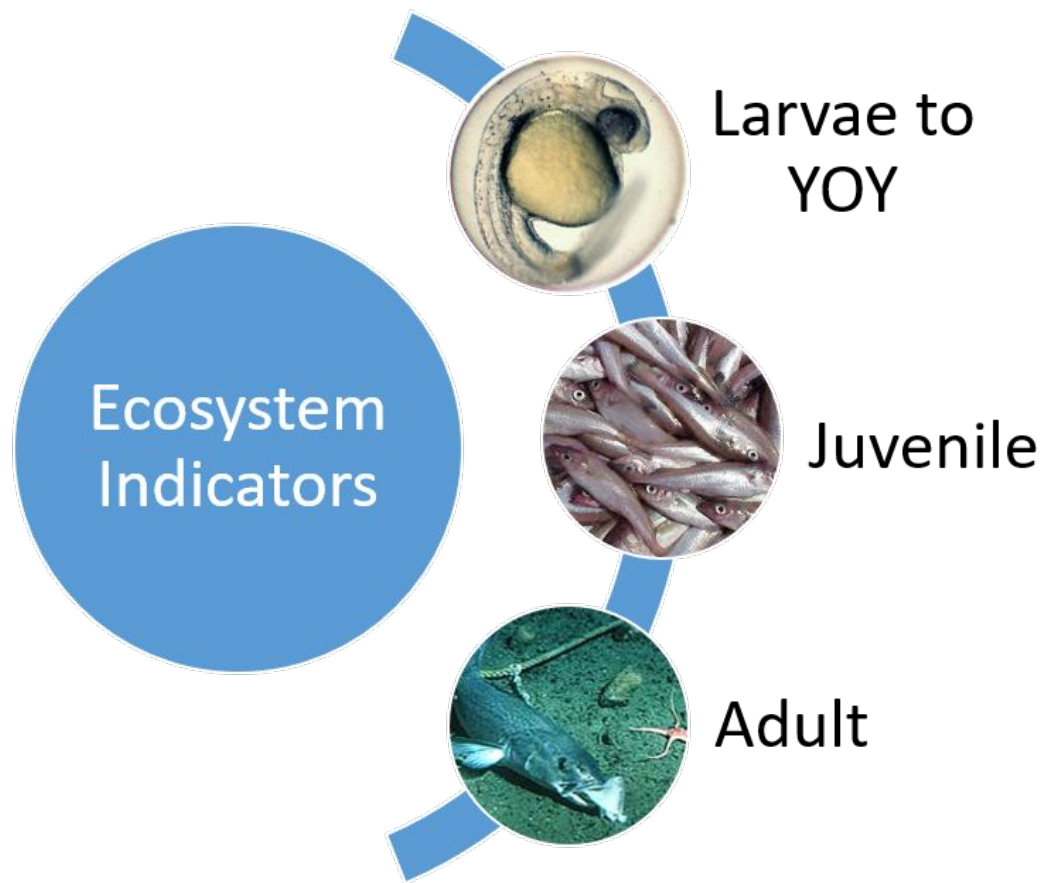 Larvae to
YOY
Ecosystem
Indicators
Juvenile
Adult